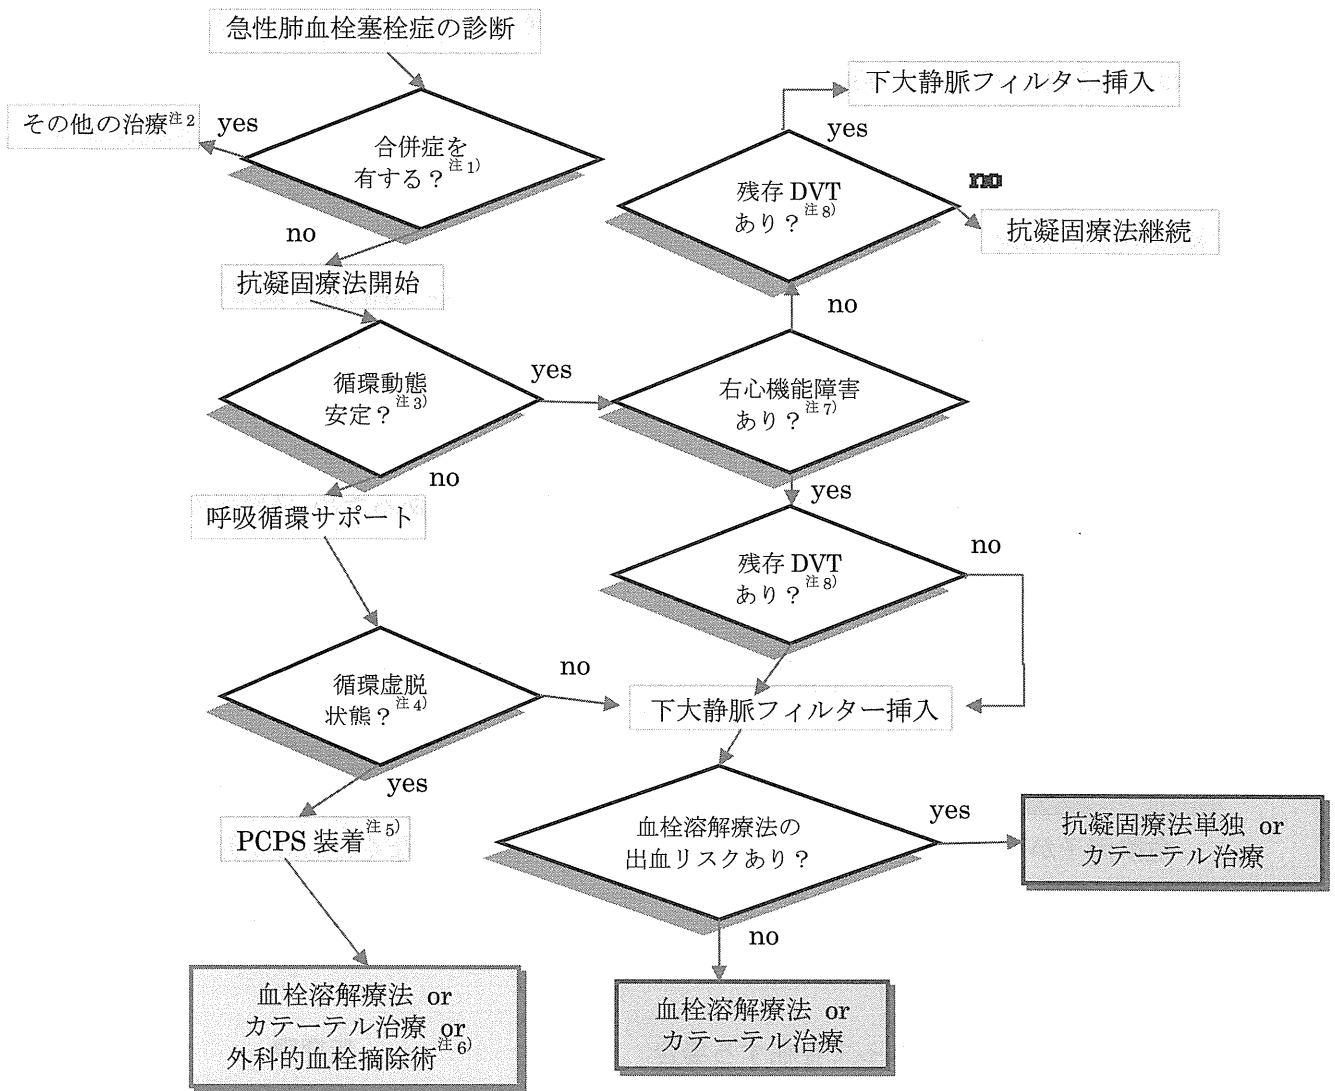 急性肺血栓塞栓症の診断
下大静脈フィルター挿入
その他の治療注2
yes
合併症を
有する？注1)
yes
残存 DVT
あり？注8)
no
抗凝固療法継続
no
抗凝固療法開始
no
循環動態
安定？注3)
yes
右心機能障害
あり？注7)
no
yes
呼吸循環サポート
残存 DVT
あり？注8)
no
循環虚脱
状態？注4)
no
下大静脈フィルター挿入
yes
PCPS 装着注5)
血栓溶解療法の
出血リスクあり？
yes
抗凝固療法単独 or
カテーテル治療
no
血栓溶解療法 or
カテーテル治療 or
外科的血栓摘除術注6)
血栓溶解療法 or
カテーテル治療